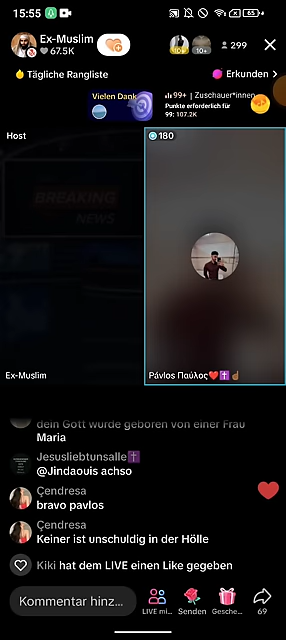 15:55
65
Ex-Muslim
67.5K
10+
299
Tägliche Rangliste
Erkunden
Vielen Dank
99+ | Zuschauer*innen
Punkte erforderlich für
99: 107.2K
Host
180
BREAKING
NEWS
Ex-Muslim
Pávlos Παύλος❤️✝️☝🏾
dein Gott wurde geboren von einer Frau
Maria
Jesusliebtunsalle✝️
@Jindaouis achso
Çendresa
bravo pavlos
Çendresa
Keiner ist unschuldig in der Hölle
Kiki hat dem LIVE einen Like gegeben
Kommentar hinz...
LIVE mi...
Senden
Gesche...
69